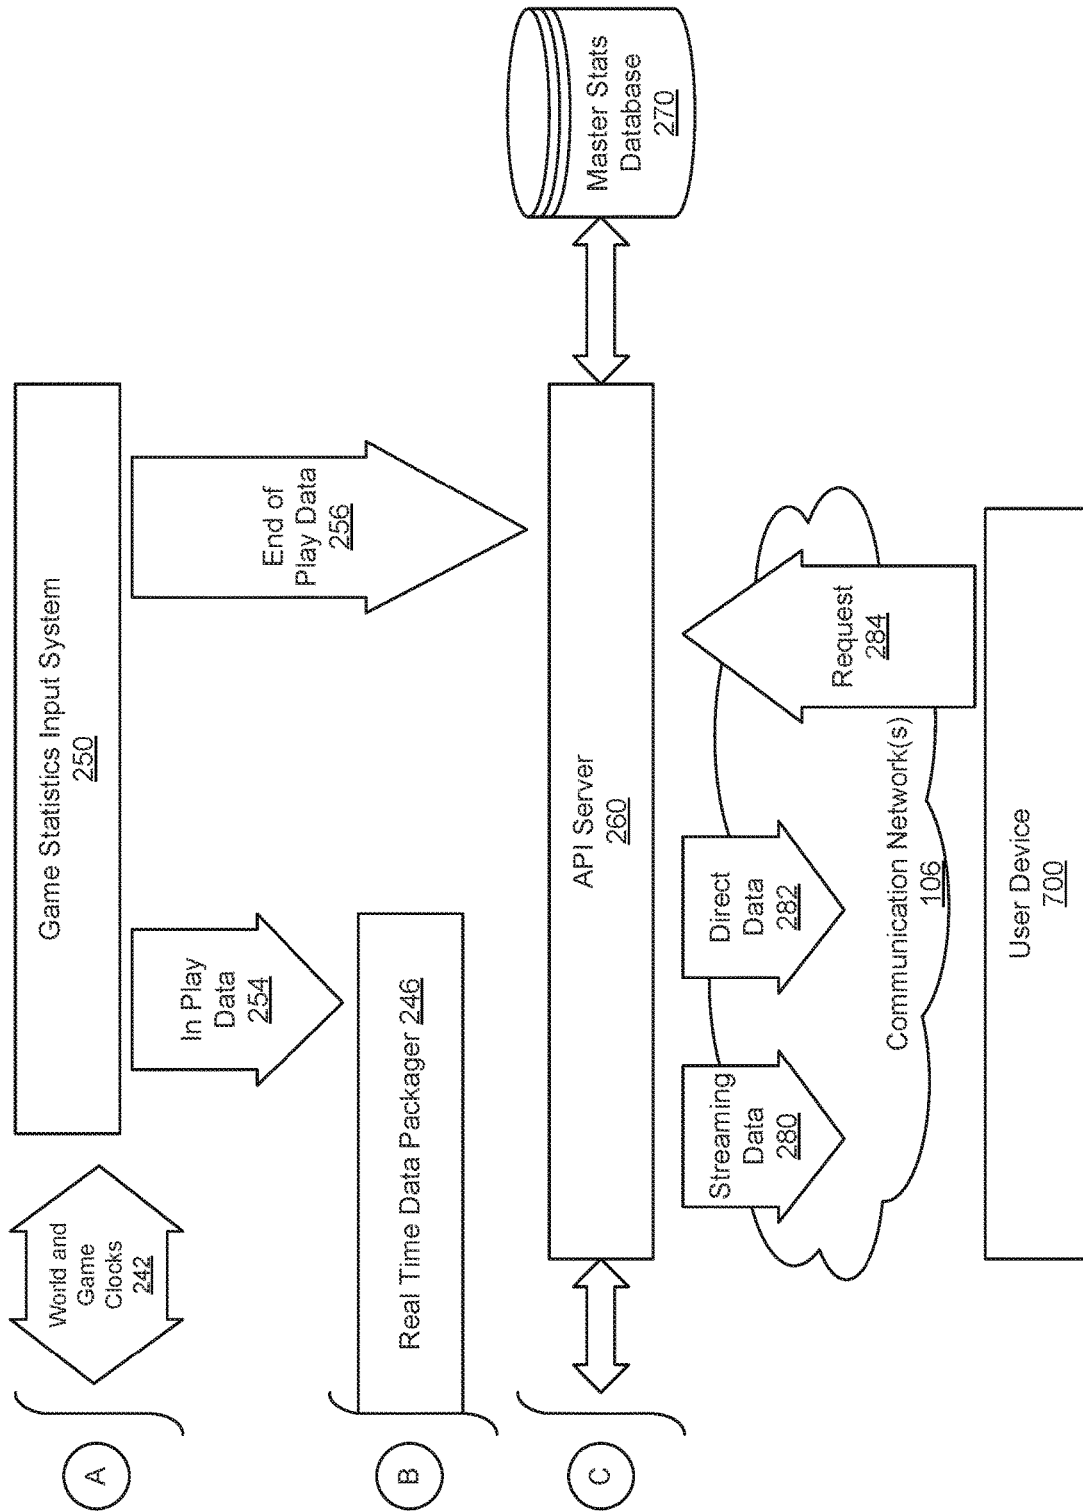 A
World and
Game
Clocks
242
Game Statistics Input System
250
In Play
Data
254
End of
Play Data
256
B
Real Time Data Packager 246
C
API Server
260
Master Stats
Database
270
Streaming
Data
280
Direct
Data
282
Request
284
Communication Network(s)
106
User Device
700